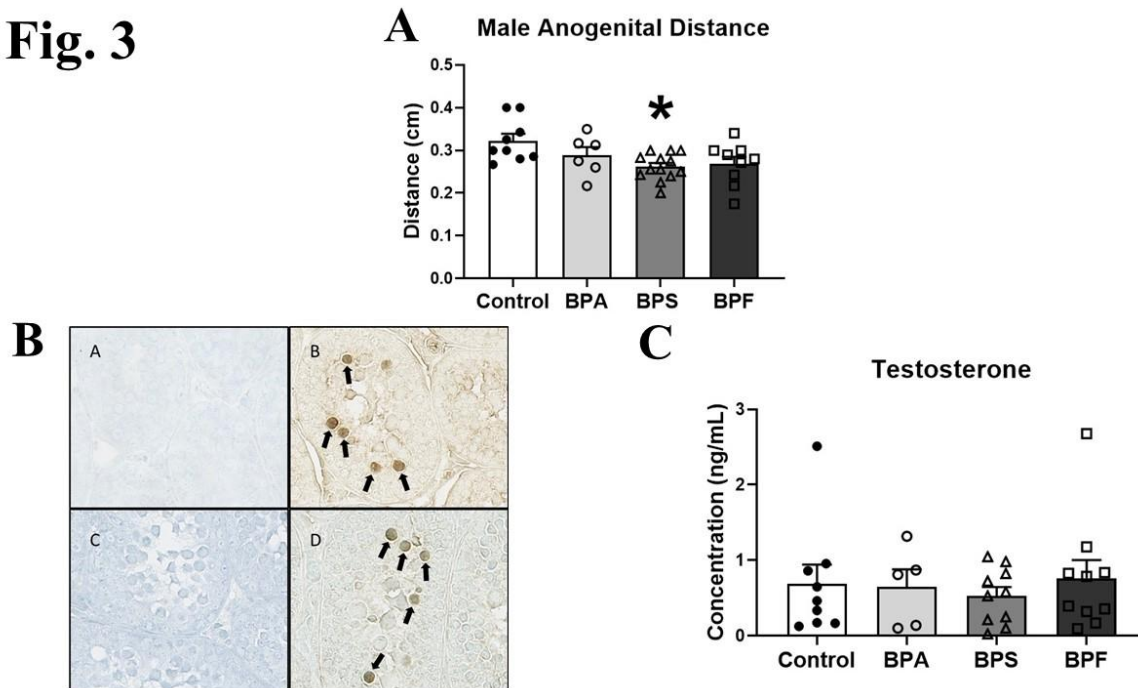 Fig. 3
A
Male Anogenital Distance
Distance (cm)
0.5
0.4
0.3
0.2
0.1
0.0
*
Control BPA BPS BPF
B
A
B
C
D
C
Testosterone
Concentration (ng/mL)
3
2
1
0
Control BPA BPS BPF